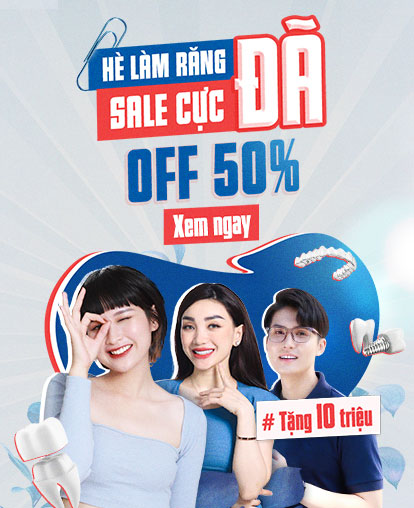 HÈ LÀM RĂNG
SALE CỰC ĐÃ
OFF 50%
Xem ngay
# Tặng 10 triệu